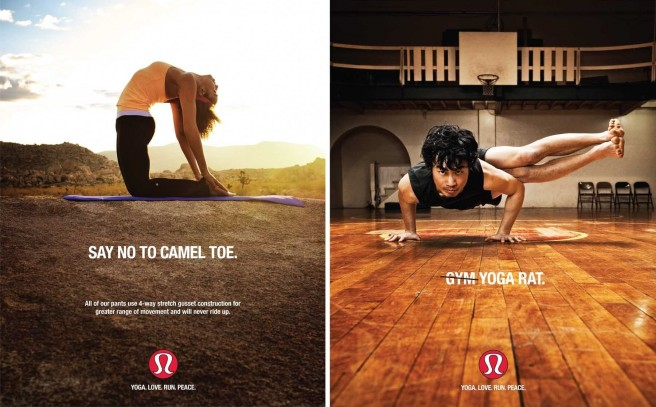 SAY NO TO CAMEL TOE.
All of our pants use 4-way stretch gusset construction for
greater range of movement and will never ride up.
YOGA. LOVE. RUN. PEACE.
GYM YOGA RAT.
YOGA. LOVE. RUN. PEACE.